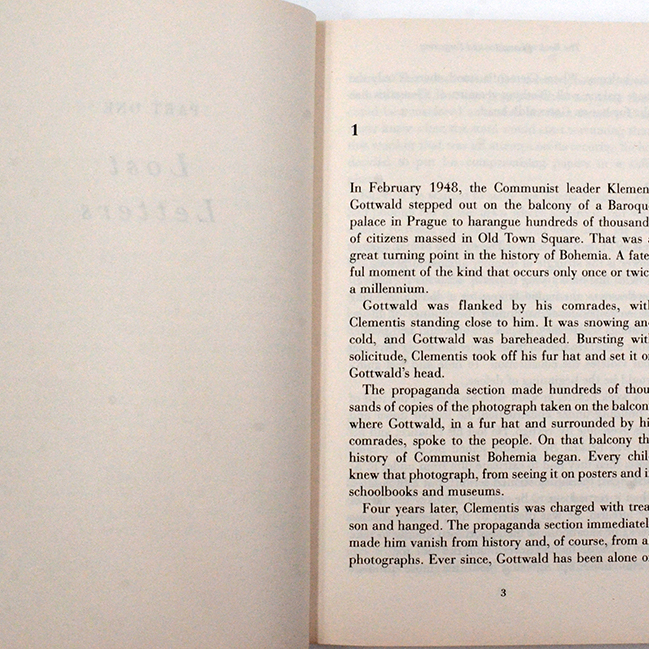 PART ONE
Lost
Letters
1
In February 1948, the Communist leader Klemen
Gottwald stepped out on the balcony of a Baroqu
palace in Prague to harangue hundreds of thousand
of citizens massed in Old Town Square. That was a
great turning point in the history of Bohemia. A fate
ful moment of the kind that occurs only once or twic
a millennium.
Gottwald was flanked by his comrades, with
Clementis standing close to him. It was snowing an
cold, and Gottwald was bareheaded. Bursting with
solicitude, Clementis took off his fur hat and set it o
Gottwald's head.
The propaganda section made hundreds of thou
sands of copies of the photograph taken on the balcon
where Gottwald, in a fur hat and surrounded by hi
comrades, spoke to the people. On that balcony th
history of Communist Bohemia began. Every chil
knew that photograph, from seeing it on posters and i
schoolbooks and museums.
Four years later, Clementis was charged with trea
son and hanged. The propaganda section immediatel
made him vanish from history and, of course, from a
photographs. Ever since, Gottwald has been alone o
3